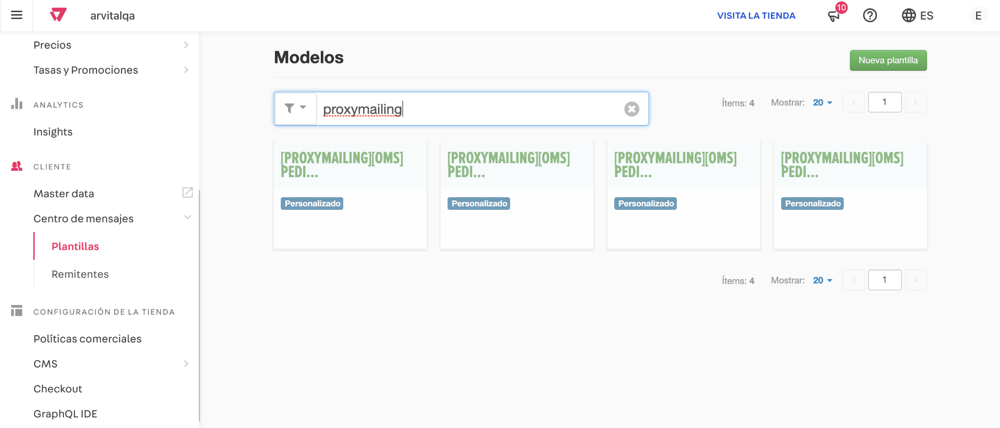 arvitalqa
VISITA LA TIENDA
10
ES
E
Precios
Tasas y Promociones
ANALYTICS
Insights
CLIENTE
Master data
Centro de mensajes
Plantillas
Remitentes
CONFIGURACIÓN DE LA TIENDA
Políticas comerciales
CMS
Checkout
GraphQL IDE
Modelos
Nueva plantilla
proxymailing
Ítems: 4 Mostrar: 20 1
[PROXYMAILING][OMS]
PEDI...
Personalizado
[PROXYMAILING][OMS]
PEDI...
Personalizado
[PROXYMAILING][OMS]
PEDI...
Personalizado
[PROXYMAILING][OMS]
PEDI...
Personalizado
Ítems: 4 Mostrar: 20 1